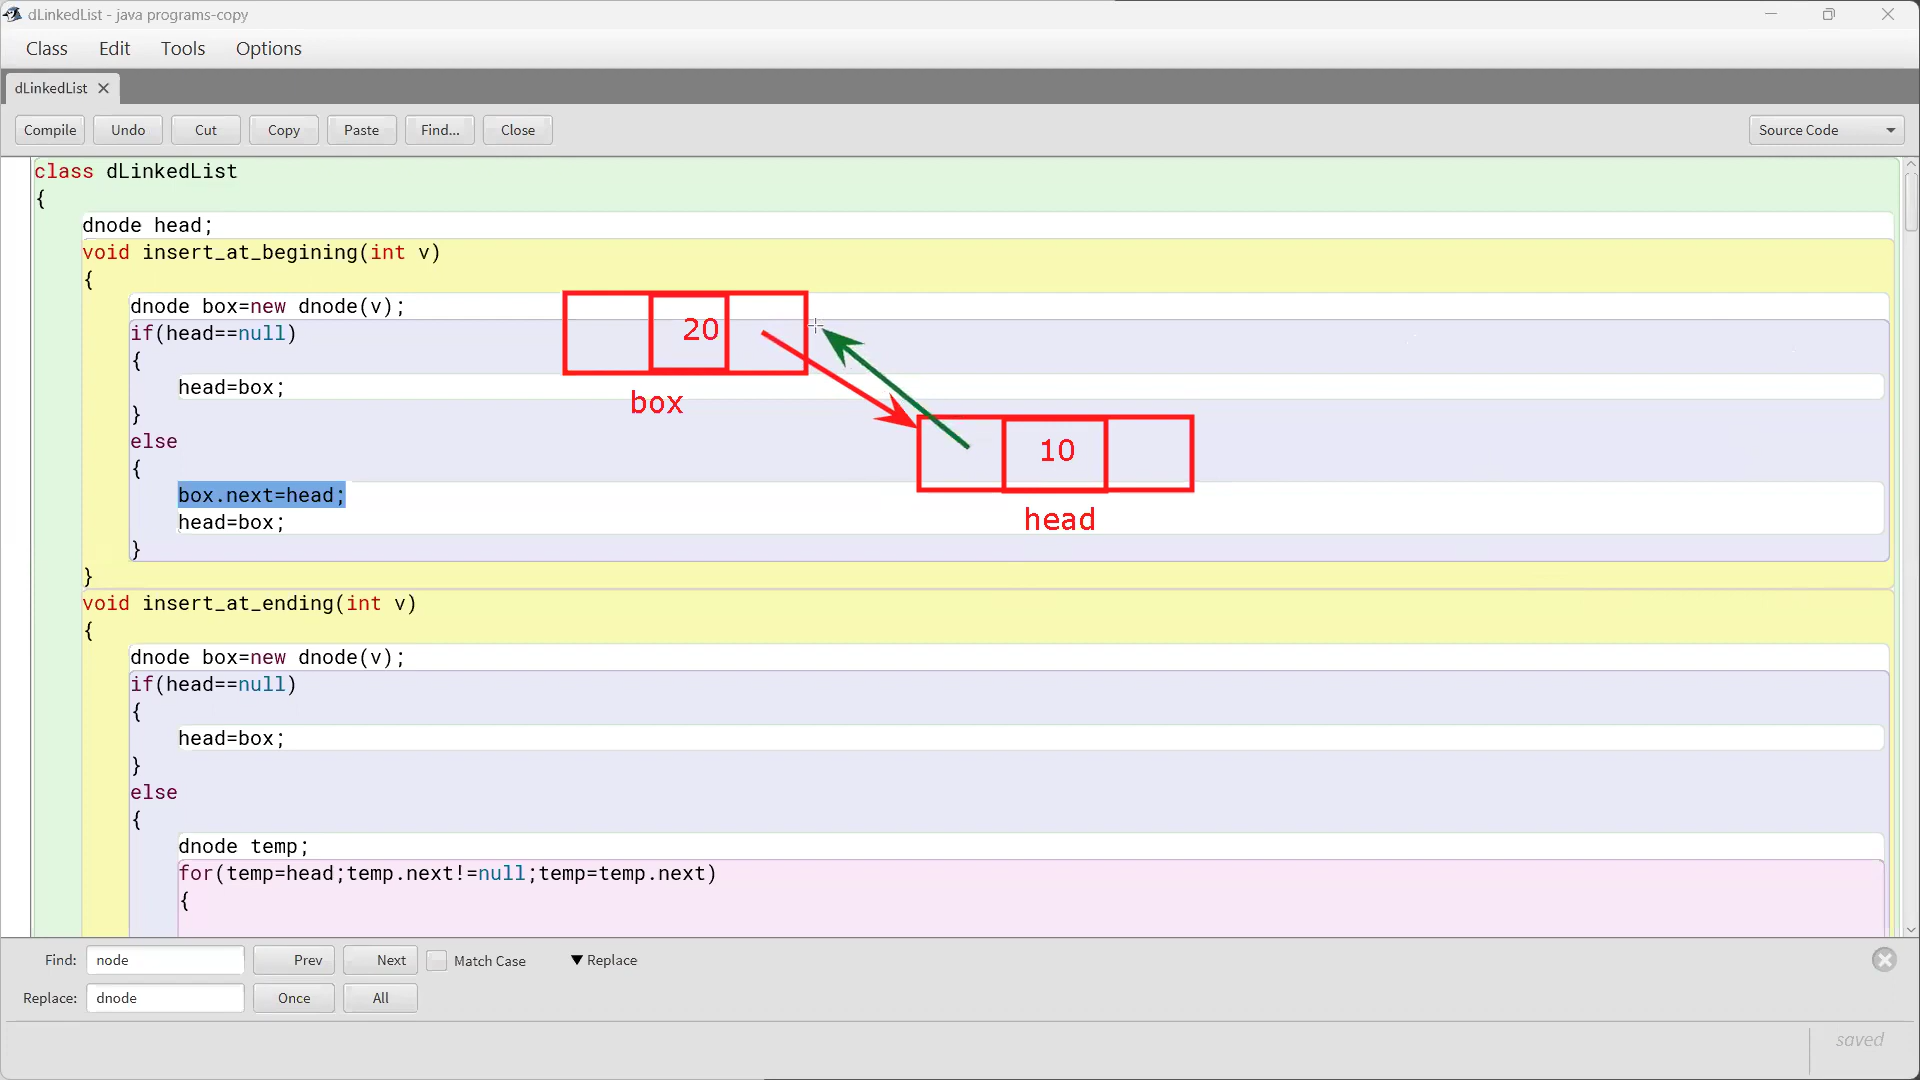 dLinkedList - java programs-copy
Class Edit Tools Options
dLinkedList
Compile Undo Cut Copy Paste Find... Close Source Code
class dLinkedList
{
dnode head;
void insert_at_begining(int v)
{
dnode box=new dnode(v);
if(head==null)
{
head=box;
}
else
{
box.next=head;
head=box;
}
}
20
box
10
head
void insert_at_ending(int v)
{
dnode box=new dnode(v);
if(head==null)
{
head=box;
}
else
{
dnode temp;
for(temp=head;temp.next!=null;temp=temp.next)
{
Find: node Prev Next Match Case Replace
Replace: dnode Once All
saved